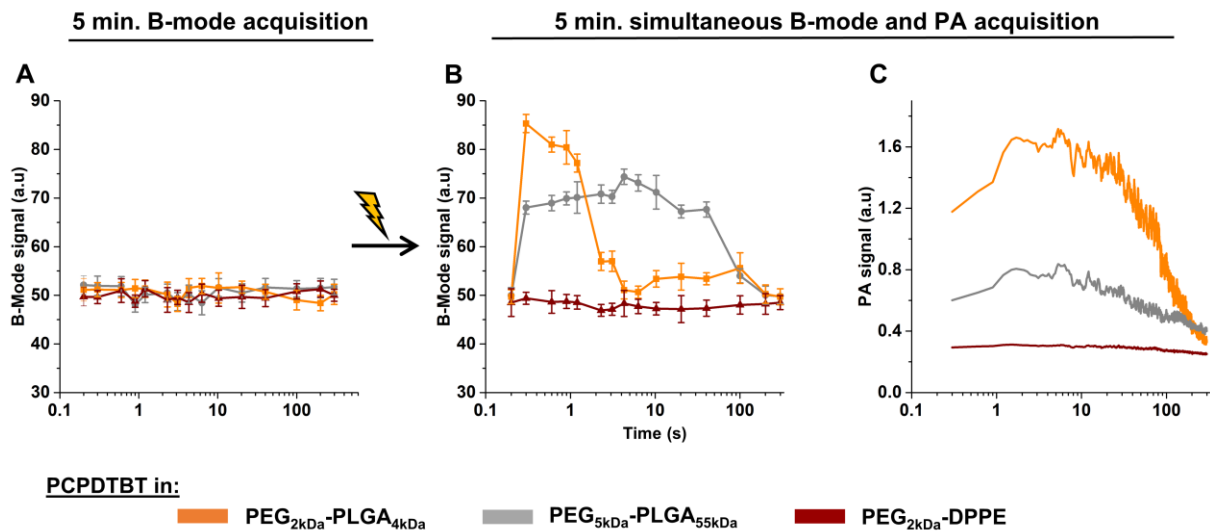 5 min. B-mode acquisition
5 min. simultaneous B-mode and PA acquisition
A
B-Mode signal (a.u)
90
80
70
60
50
40
30
0.1
1
10
100
B
B-Mode signal (a.u)
90
80
70
60
50
40
30
0.1
1
10
100
Time (s)
C
PA signal (a.u)
1.6
1.2
0.8
0.4
0.0
0.1
1
10
100
PCPDTBT in:
PEG2kDa-PLGA4kDa
PEG5kDa-PLGA55kDa
PEG2kDa-DPPE